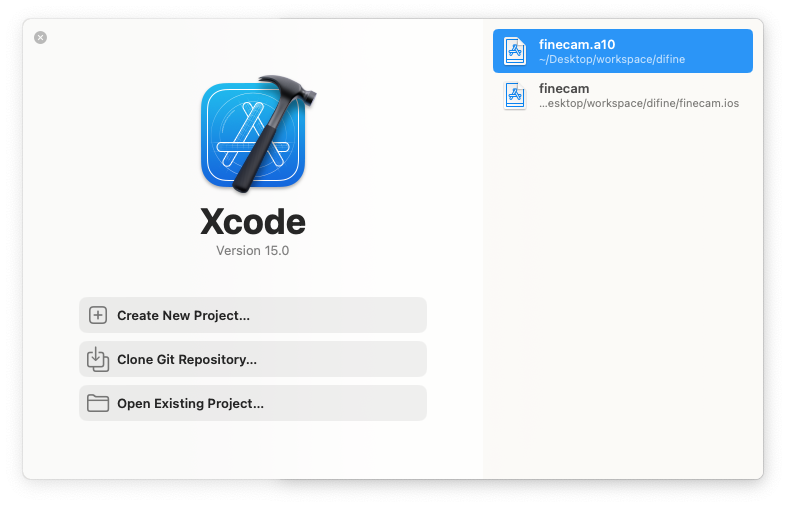 Xcode
Version 15.0
Create New Project...
Clone Git Repository...
Open Existing Project...
finecam.a10
~/Desktop/workspace/difine
finecam
...esktop/workspace/difine/finecam.ios